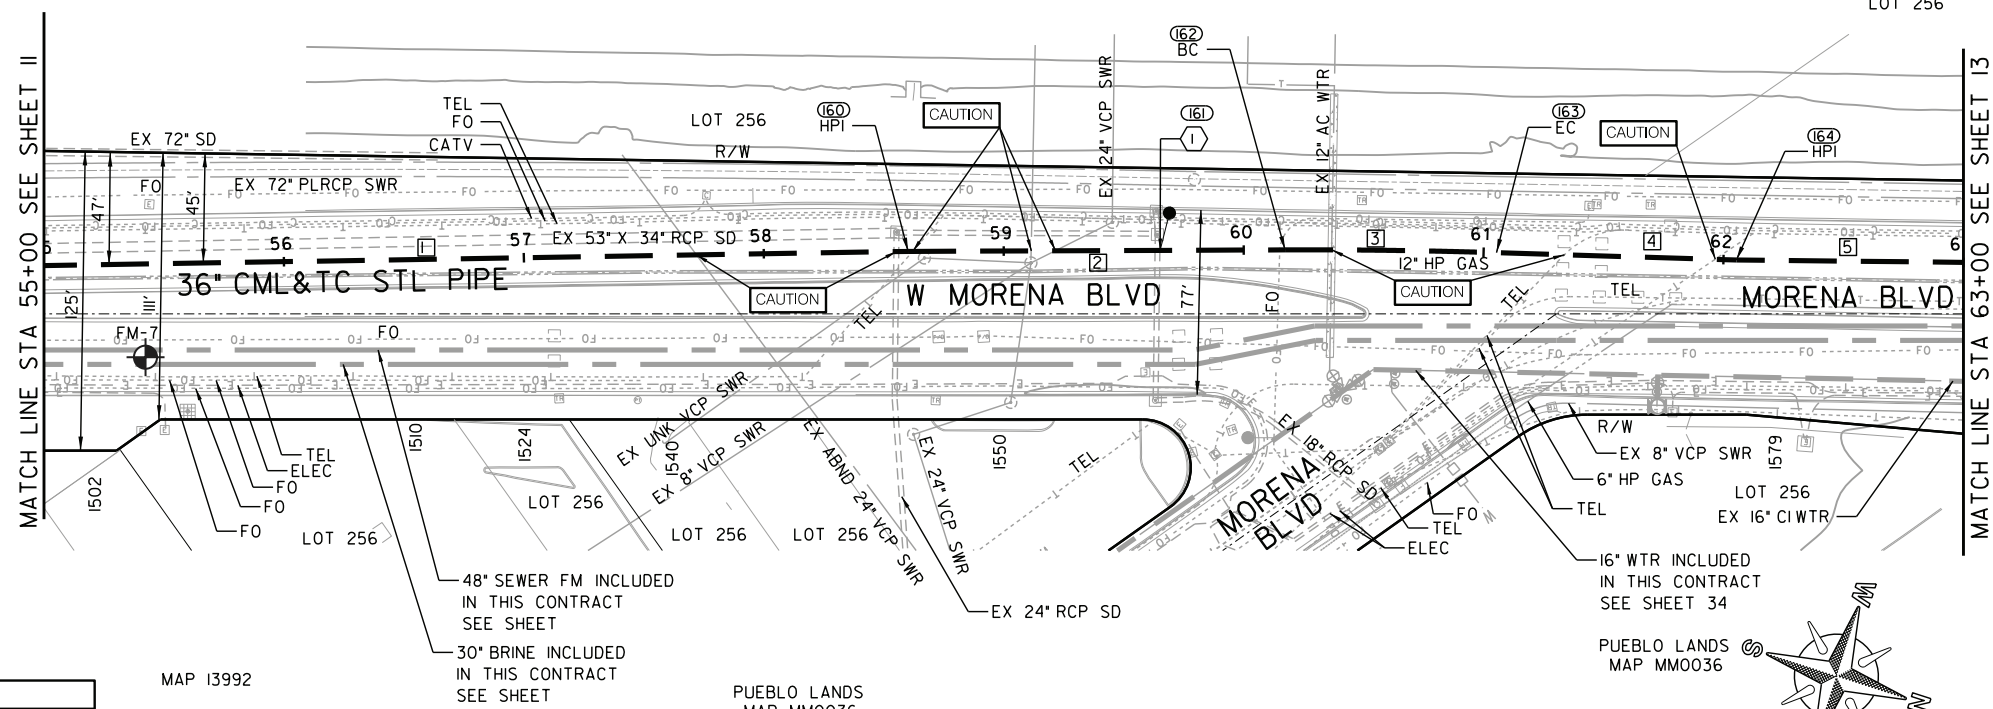 LOT 256
MATCH LINE STA 55+00 SEE SHEET 11
MATCH LINE STA 63+00 SEE SHEET 13
EX 72" SD
TEL
FO
CATV
LOT 256
R/W
160
HPI
CAUTION
EX 24" VCP SWR
162
BC
161
1
EX 12" AC WTR
163
EC
CAUTION
164
HPI
FO
EX 72" PLRCP SWR
47'
45'
125'
111'
56
1
57
EX 53" X 34" RCP SD
58
59
2
60
3
61
4
62
5
6
36" CML&TC STL PIPE
CAUTION
W MORENA BLVD
77'
FO
12" HP GAS
CAUTION
TEL
TEL
MORENA BLVD
FM-7
FO
TEL
1502
1510
1524
1540
1550
1579
TEL
ELEC
FO
FO
FO
LOT 256
LOT 256
LOT 256
LOT 256
EX UNK VCP SWR
EX 8" VCP SWR
EX ABND 24" VCP SWR
EX 24" VCP SWR
TEL
EX 18" RCP SD
MORENA
BLVD
R/W
EX 8" VCP SWR
6" HP GAS
LOT 256
EX 16" CI WTR
TEL
FO
TEL
ELEC
48" SEWER FM INCLUDED
IN THIS CONTRACT
SEE SHEET
30" BRINE INCLUDED
IN THIS CONTRACT
SEE SHEET
EX 24" RCP SD
16" WTR INCLUDED
IN THIS CONTRACT
SEE SHEET 34
PUEBLO LANDS
MAP MM0036
MAP 13992
PUEBLO LANDS
MAP MM0036
W
S
N